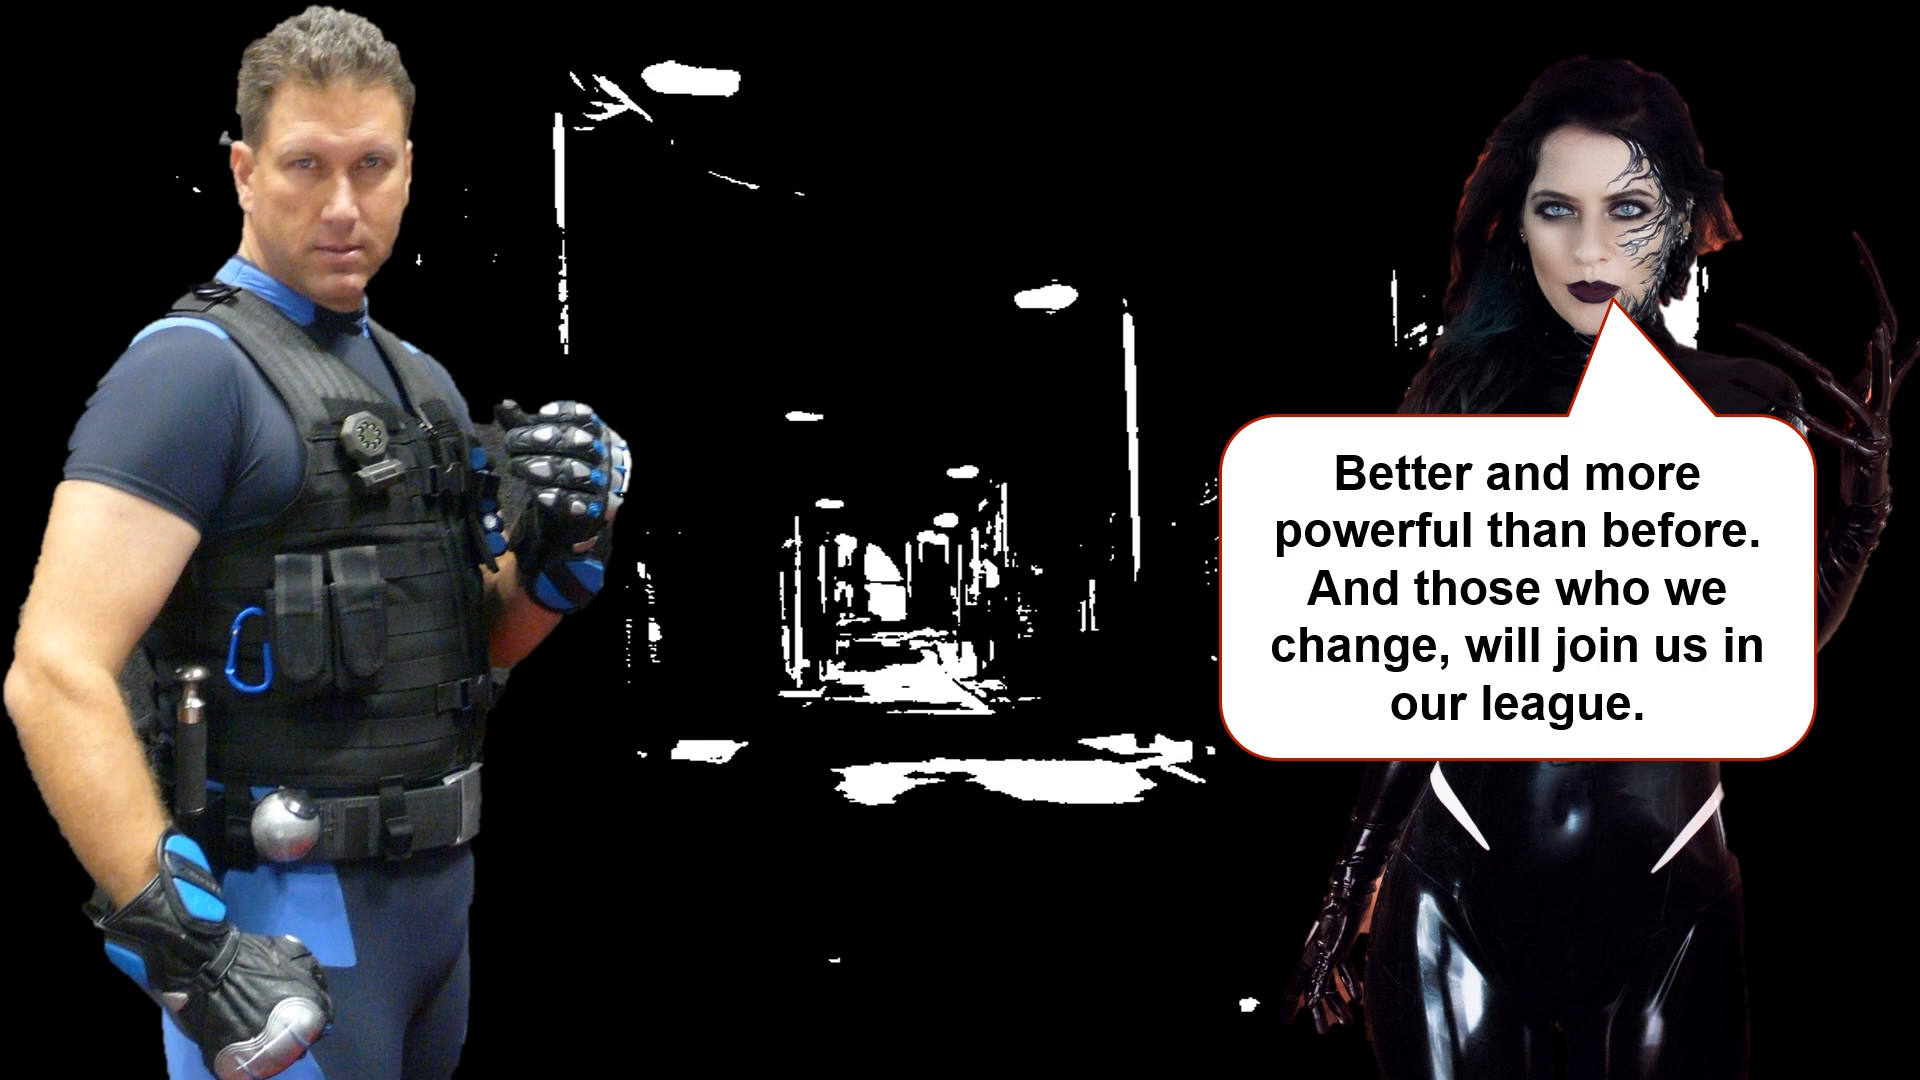 Better and more
powerful than before.
And those who we
change, will join us in
our league.